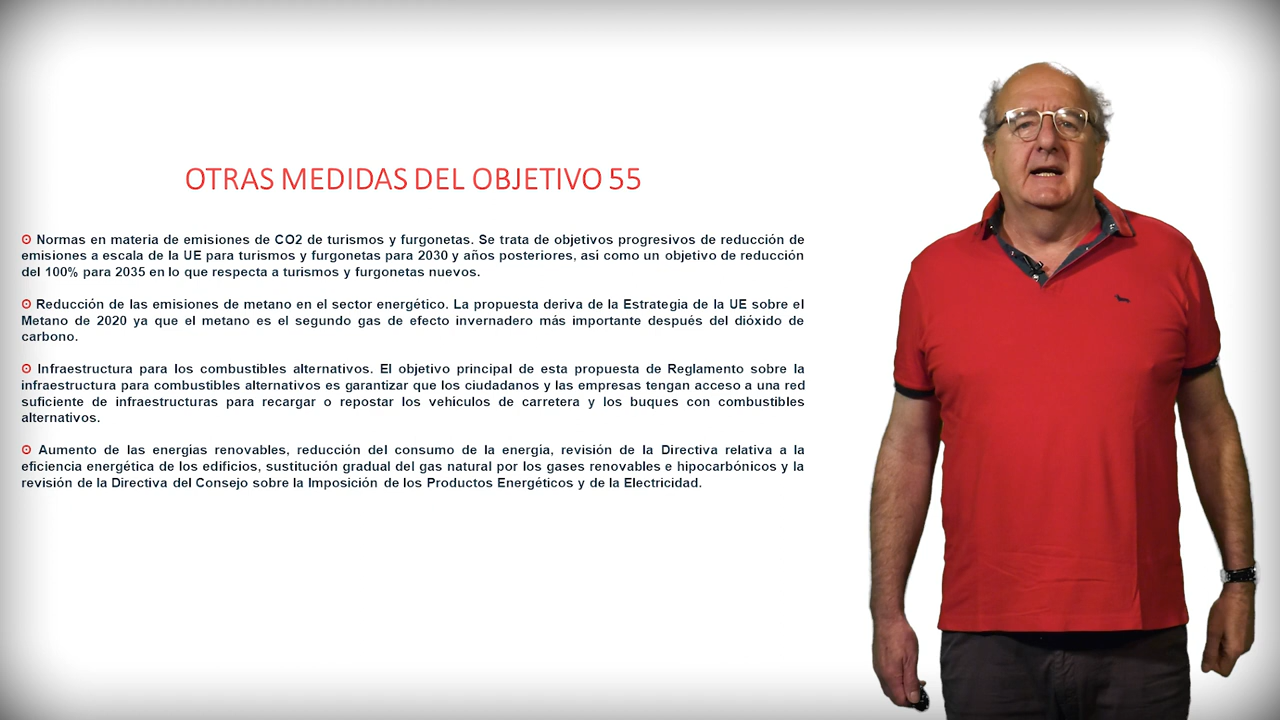 OTRAS MEDIDAS DEL OBJETIVO 55
Normas en materia de emisiones de CO2 de turismos y furgonetas. Se trata de objetivos progresivos de reducción de
emisiones a escala de la UE para turismos y furgonetas para 2030 y años posteriores, así como un objetivo de reducción
del 100% para 2035 en lo que respecta a turismos y furgonetas nuevos.
Reducción de las emisiones de metano en el sector energético. La propuesta deriva de la Estrategia de la UE sobre el
Metano de 2020 ya que el metano es el segundo gas de efecto invernadero más importante después del dióxido de
carbono.
Infraestructura para los combustibles alternativos. El objetivo principal de esta propuesta de Reglamento sobre la
infraestructura para combustibles alternativos es garantizar que los ciudadanos y las empresas tengan acceso a una red
suficiente de infraestructuras para recargar o repostar los vehículos de carretera y los buques con combustibles
alternativos.
Aumento de las energías renovables, reducción del consumo de la energía, revisión de la Directiva relativa a la
eficiencia energética de los edificios, sustitución gradual del gas natural por los gases renovables e hipocarbónicos y la
revisión de la Directiva del Consejo sobre la Imposición de los Productos Energéticos y de la Electricidad.